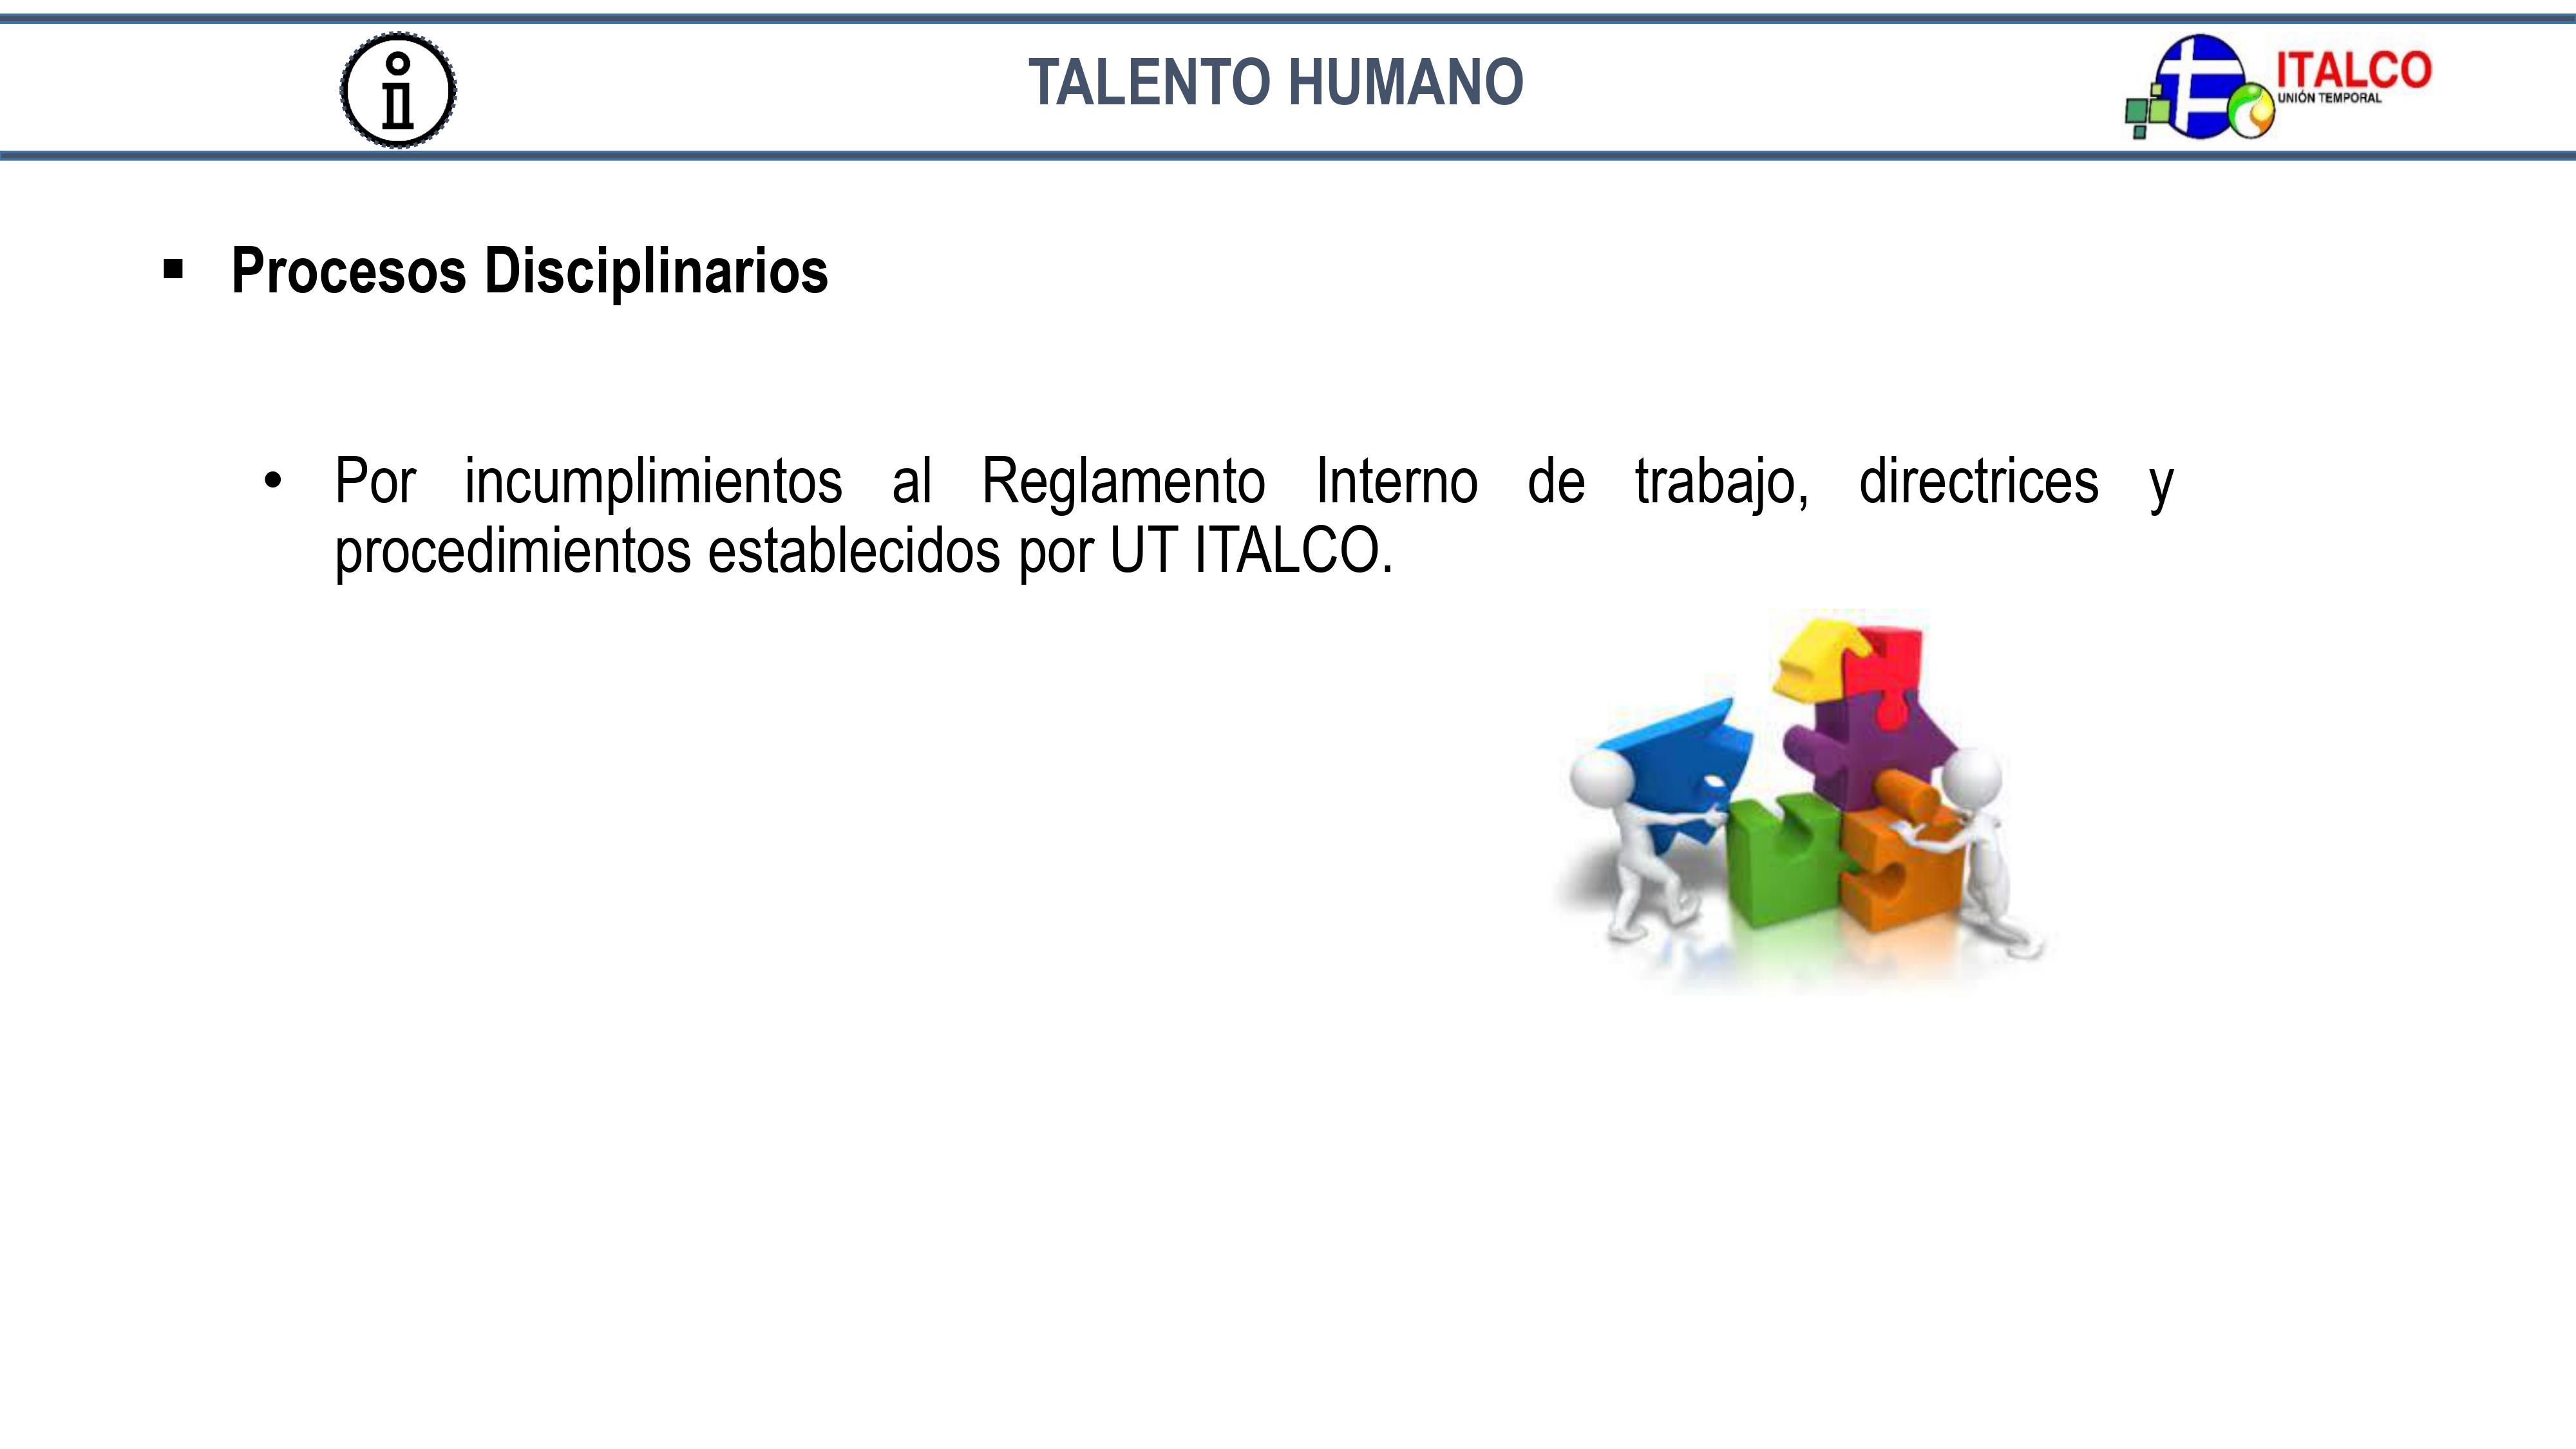 TALENTO HUMANO
ITALCO
UNIÓN TEMPORAL
▪ Procesos Disciplinarios
• Por incumplimientos al Reglamento Interno de trabajo, directrices y
procedimientos establecidos por UT ITALCO.